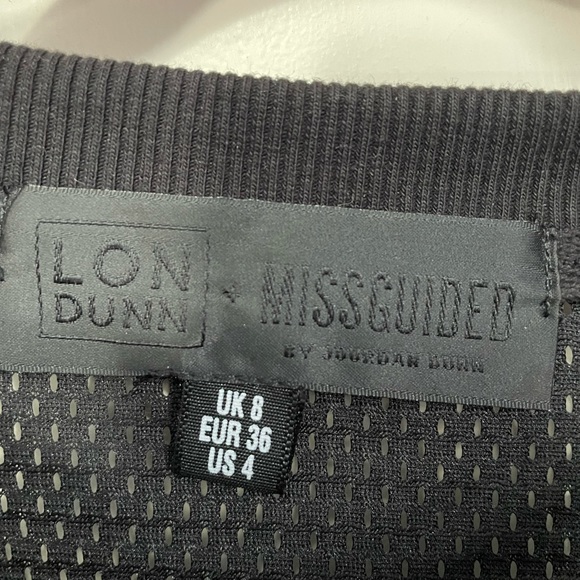 LON
DUNN
+ MISSGUIDED
BY JOURDAN DUNN
UK 8
EUR 36
US 4